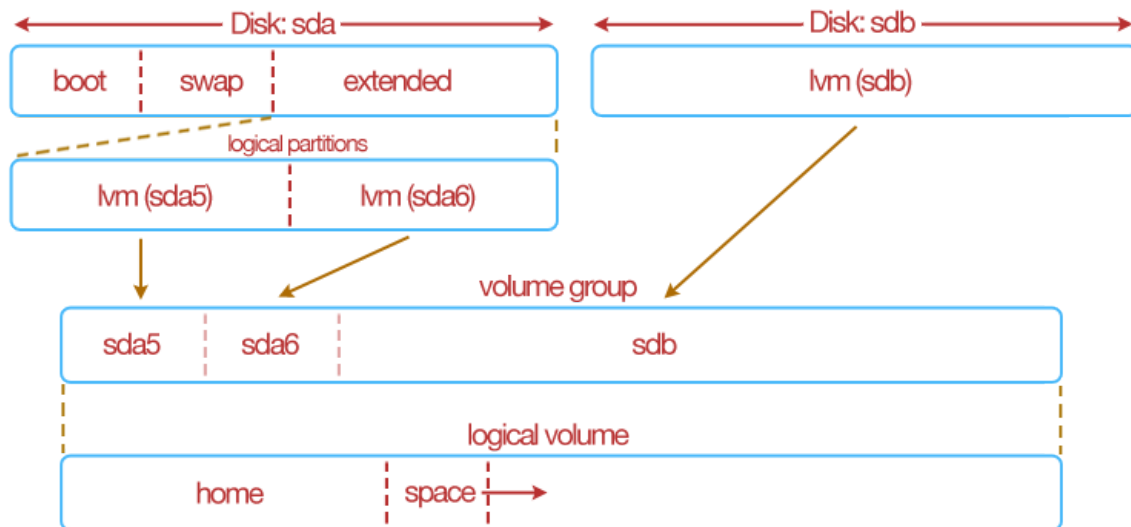 Disk: sda
Disk: sdb
boot
swap
extended
lvm (sdb)
logical partitions
lvm (sda5)
lvm (sda6)
volume group
sda5
sda6
sdb
logical volume
home
space